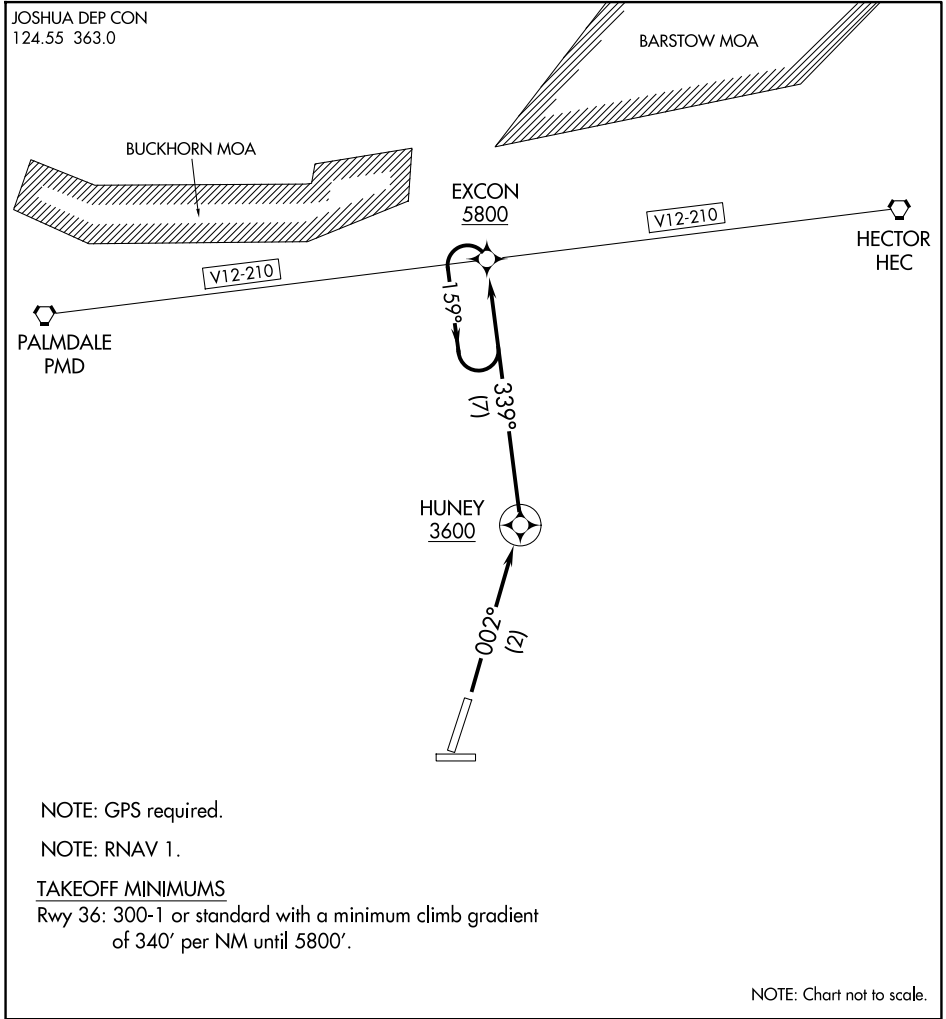 JOSHUA DEP CON
124.55 363.0
BARSTOW MOA
BUCKHORN MOA
EXCON
5800
V12-210
HECTOR
HEC
V12-210
159°
PALMDALE
PMD
339°
(7)
HUNEY
3600
002°
(2)
NOTE: GPS required.
NOTE: RNAV 1.
TAKEOFF MINIMUMS
Rwy 36: 300-1 or standard with a minimum climb gradient
of 340' per NM until 5800'.
NOTE: Chart not to scale.